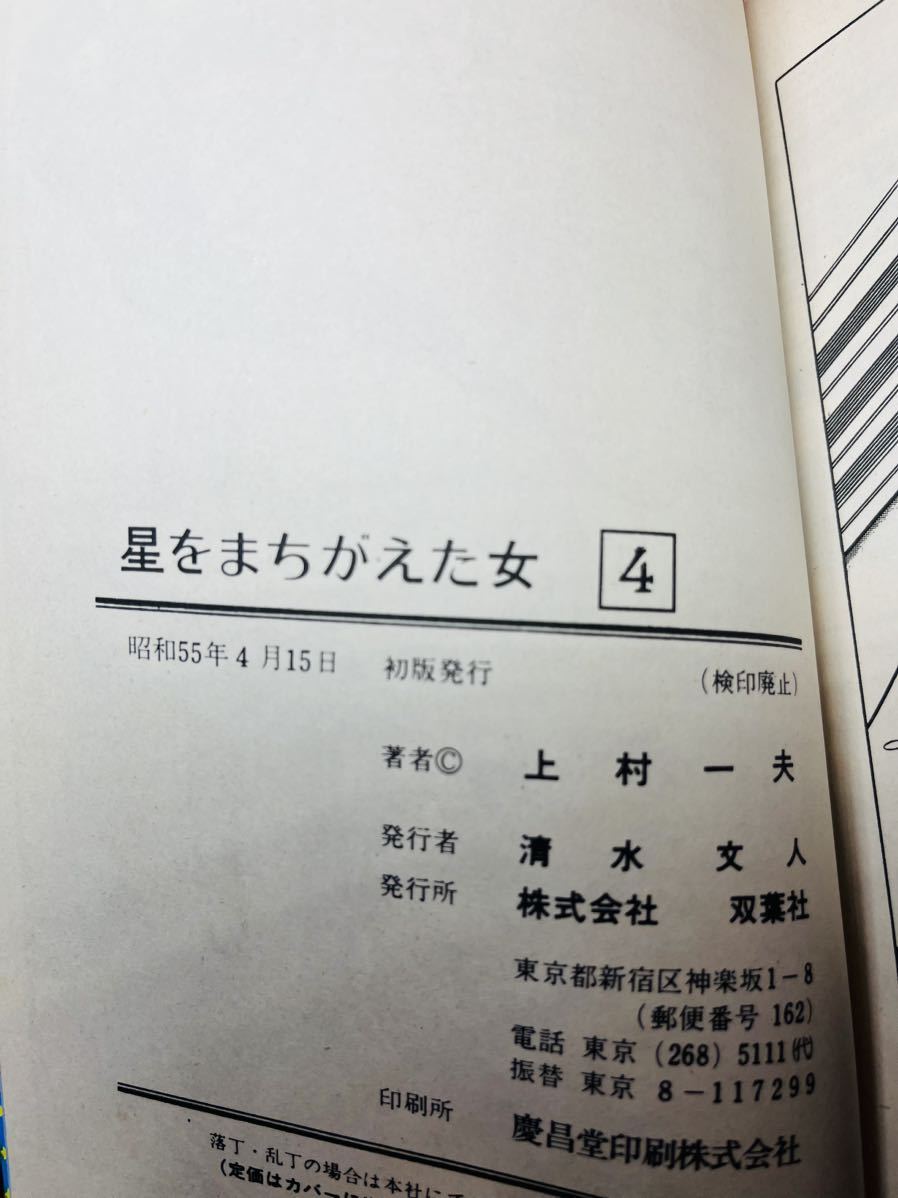 星をまちがえた女 4
昭和55年4月15日 初版発行 (検印廃止)
著者© 上村一夫
発行者 清水文人
発行所 株式会社 双葉社
東京都新宿区神楽坂1-8
(郵便番号 162)
電話 東京 (268) 5111(代)
振替 東京 8-117299
印刷所 慶昌堂印刷株式会社
落丁・乱丁の場合は本社にて
(定価はカバーに